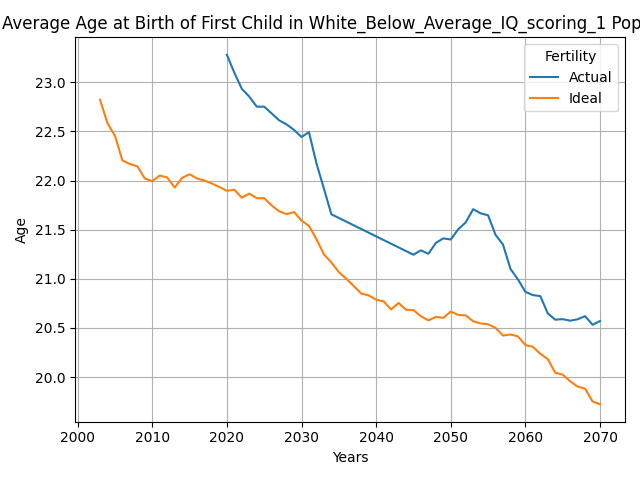 Average Age at Birth of First Child in White_Below_Average_IQ_scoring_1 Pop
Fertility
Actual
Ideal
23.0
22.5
22.0
21.5
21.0
20.5
20.0
Age
2000 2010 2020 2030 2040 2050 2060 2070
Years